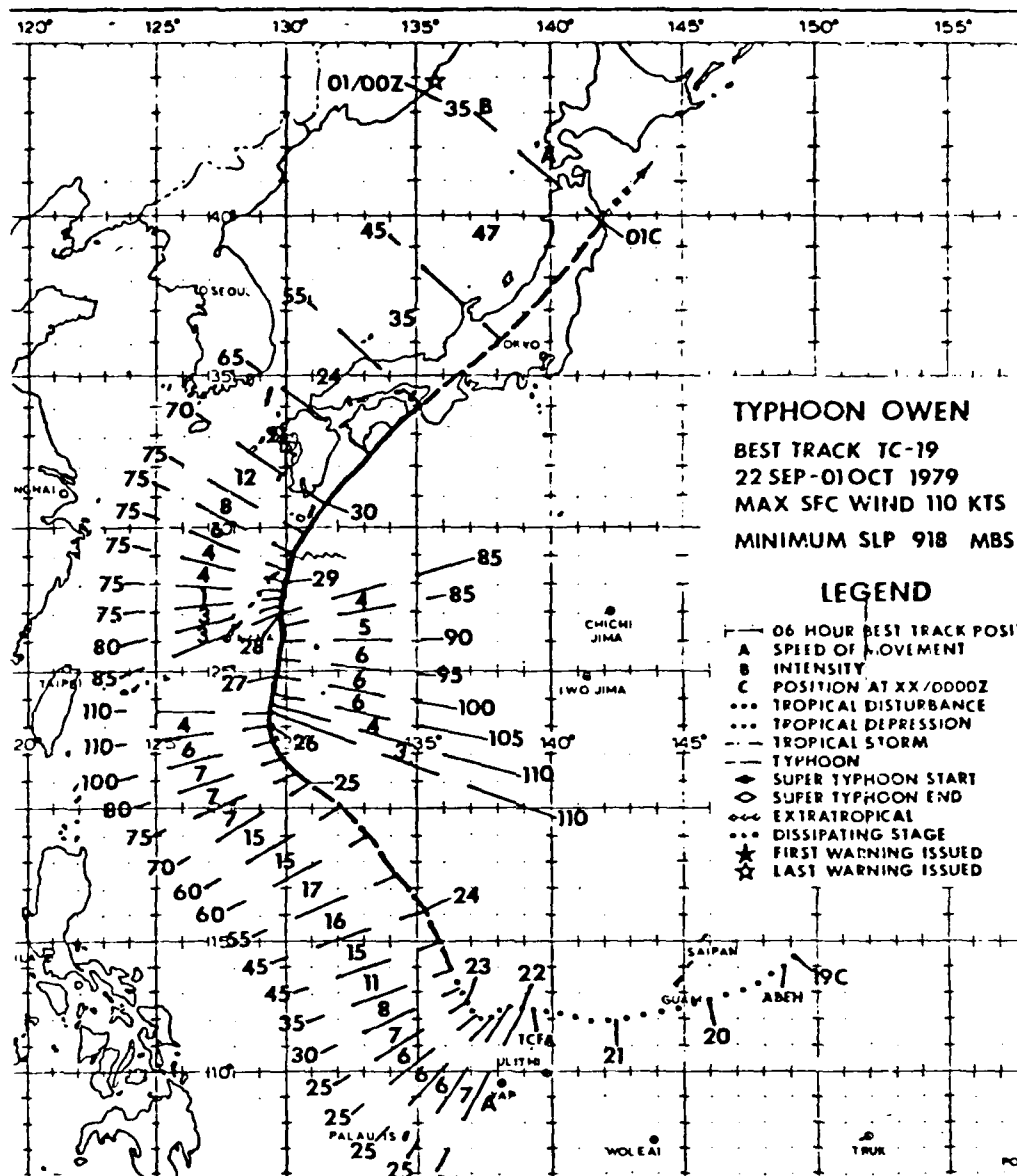 120° 125° 130° 135° 140° 145° 150° 155°
01/00Z
35 B
A
140
45 47
01C
SEOUL
55
35
65
24
135
70
75
12
75 8
30
75 6
4
75 4
29
75 3
80
28
85
27
110
4
110 6
26
100 7
25
80 7
75 7
70 15
15
60 17
60 16
55 15
45 11
45 8
35 7
30 6
25 6
25 6
25 7
25 A
85
4 85
5 90
6
6 95
6 100
4 105
3 110
110
24
23 22
TCFA
ULITHI
YAP
PALAU IS
21
20
GUAM
SAIPAN
ABEH
19C
WOLEAI
TRUK
CHICHI
JIMA
IWO JIMA
TAIPEI
120° 125° 135° 140° 145°
115°
110°
TYPHOON OWEN
BEST TRACK TC-19
22 SEP-01 OCT 1979
MAX SFC WIND 110 KTS
MINIMUM SLP 918 MBS
LEGEND
06 HOUR BEST TRACK POSIT
A SPEED OF MOVEMENT
B INTENSITY
C POSITION AT XX/0000Z
TROPICAL DISTURBANCE
TROPICAL DEPRESSION
TROPICAL STORM
TYPHOON
SUPER TYPHOON START
SUPER TYPHOON END
EXTRATROPICAL
DISSIPATING STAGE
FIRST WARNING ISSUED
LAST WARNING ISSUED